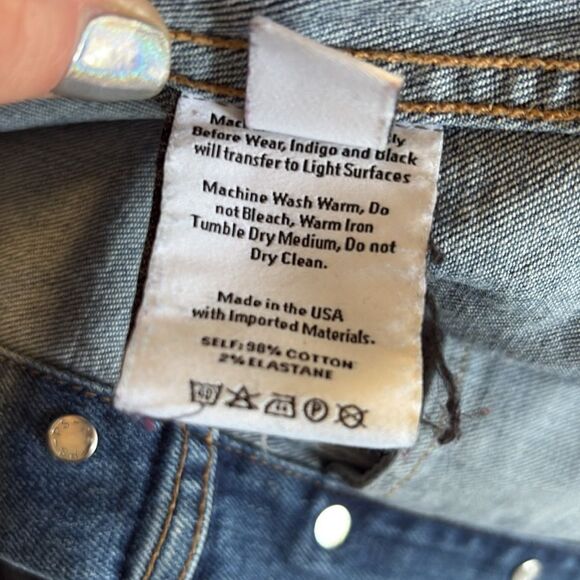 Before Wear, Indigo and Black
will transfer to Light Surfaces
Machine Wash Warm, Do
not Bleach, Warm Iron
Tumble Dry Medium, Do not
Dry Clean.
Made in the USA
with Imported Materials.
SELF: 98% COTTON
2% ELASTANE
40
P